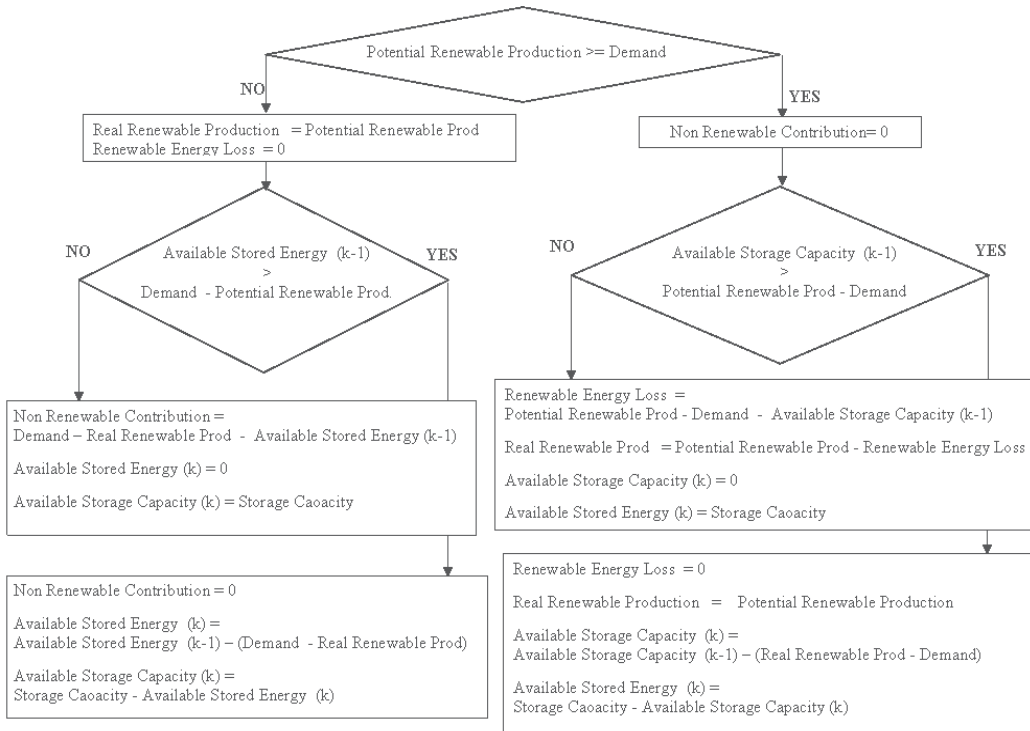 Potential Renewable Production >= Demand
NO
YES
Real Renewable Production = Potential Renewable Prod
Renewable Energy Loss = 0
Non Renewable Contribution= 0
NO
YES
Available Stored Energy (k-1)
>
Demand - Potential Renewable Prod.
NO
YES
Available Storage Capacity (k-1)
>
Potential Renewable Prod - Demand
Non Renewable Contribution =
Demand – Real Renewable Prod - Available Stored Energy (k-1)
Available Stored Energy (k) = 0
Available Storage Capacity (k) = Storage Caoacity
Renewable Energy Loss =
Potential Renewable Prod - Demand - Available Storage Capacity (k-1)
Real Renewable Prod = Potential Renewable Prod - Renewable Energy Loss
Available Storage Capacity (k) = 0
Available Stored Energy (k) = Storage Caoacity
Non Renewable Contribution = 0
Available Stored Energy (k) =
Available Stored Energy (k-1) – (Demand - Real Renewable Prod)
Available Storage Capacity (k) =
Storage Caoacity - Available Stored Energy (k)
Renewable Energy Loss = 0
Real Renewable Production = Potential Renewable Production
Available Storage Capacity (k) =
Available Storage Capacity (k-1) – (Real Renewable Prod - Demand)
Available Stored Energy (k) =
Storage Caoacity - Available Storage Capacity (k)